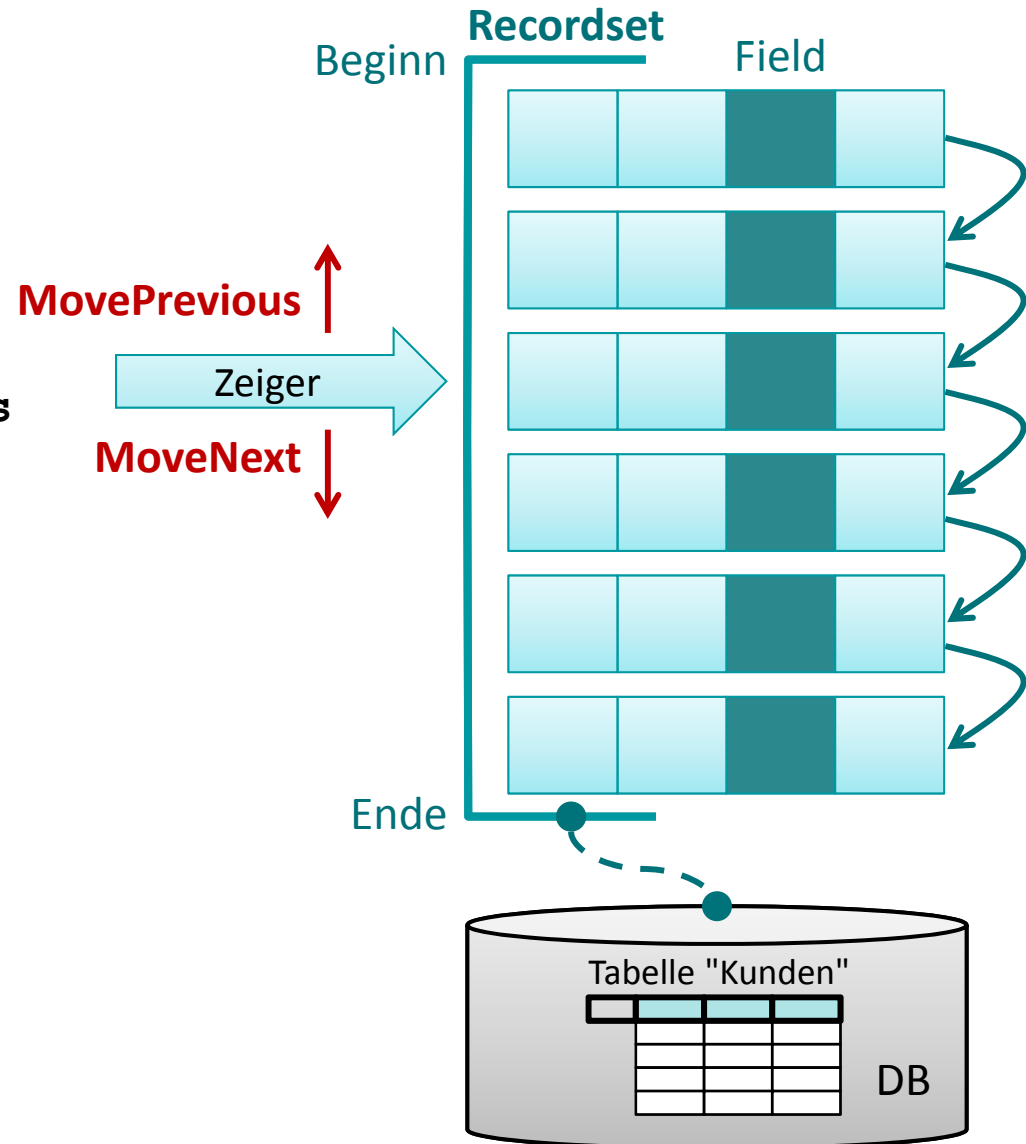 Recordset
Beginn
Field
MovePrevious
Zeiger
s
MoveNext
Ende
Tabelle "Kunden"
DB